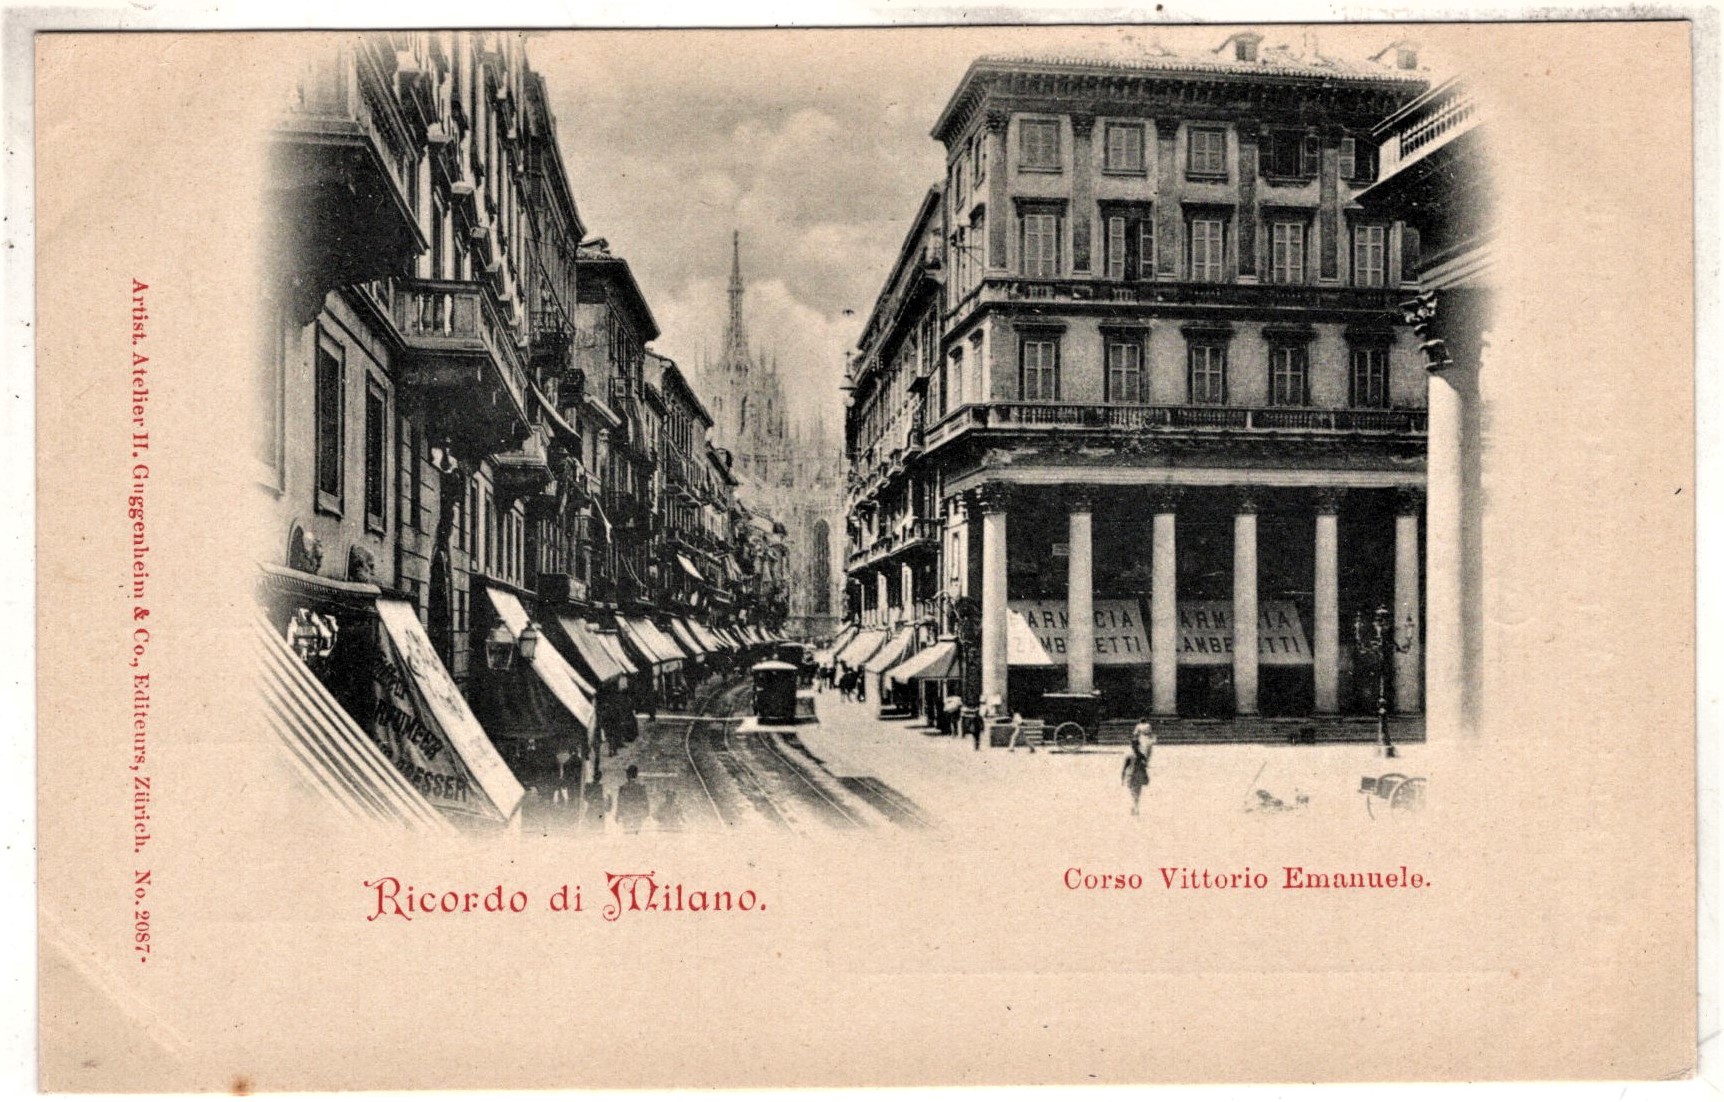 Artist. Atelier H. Guggenheim & Co., Editeurs, Zürich. No. 2087.
FARMACIA
ZAMBELETTI
FARMACIA
ZAMBELETTI
Ricordo di Milano.
Corso Vittorio Emanuele.